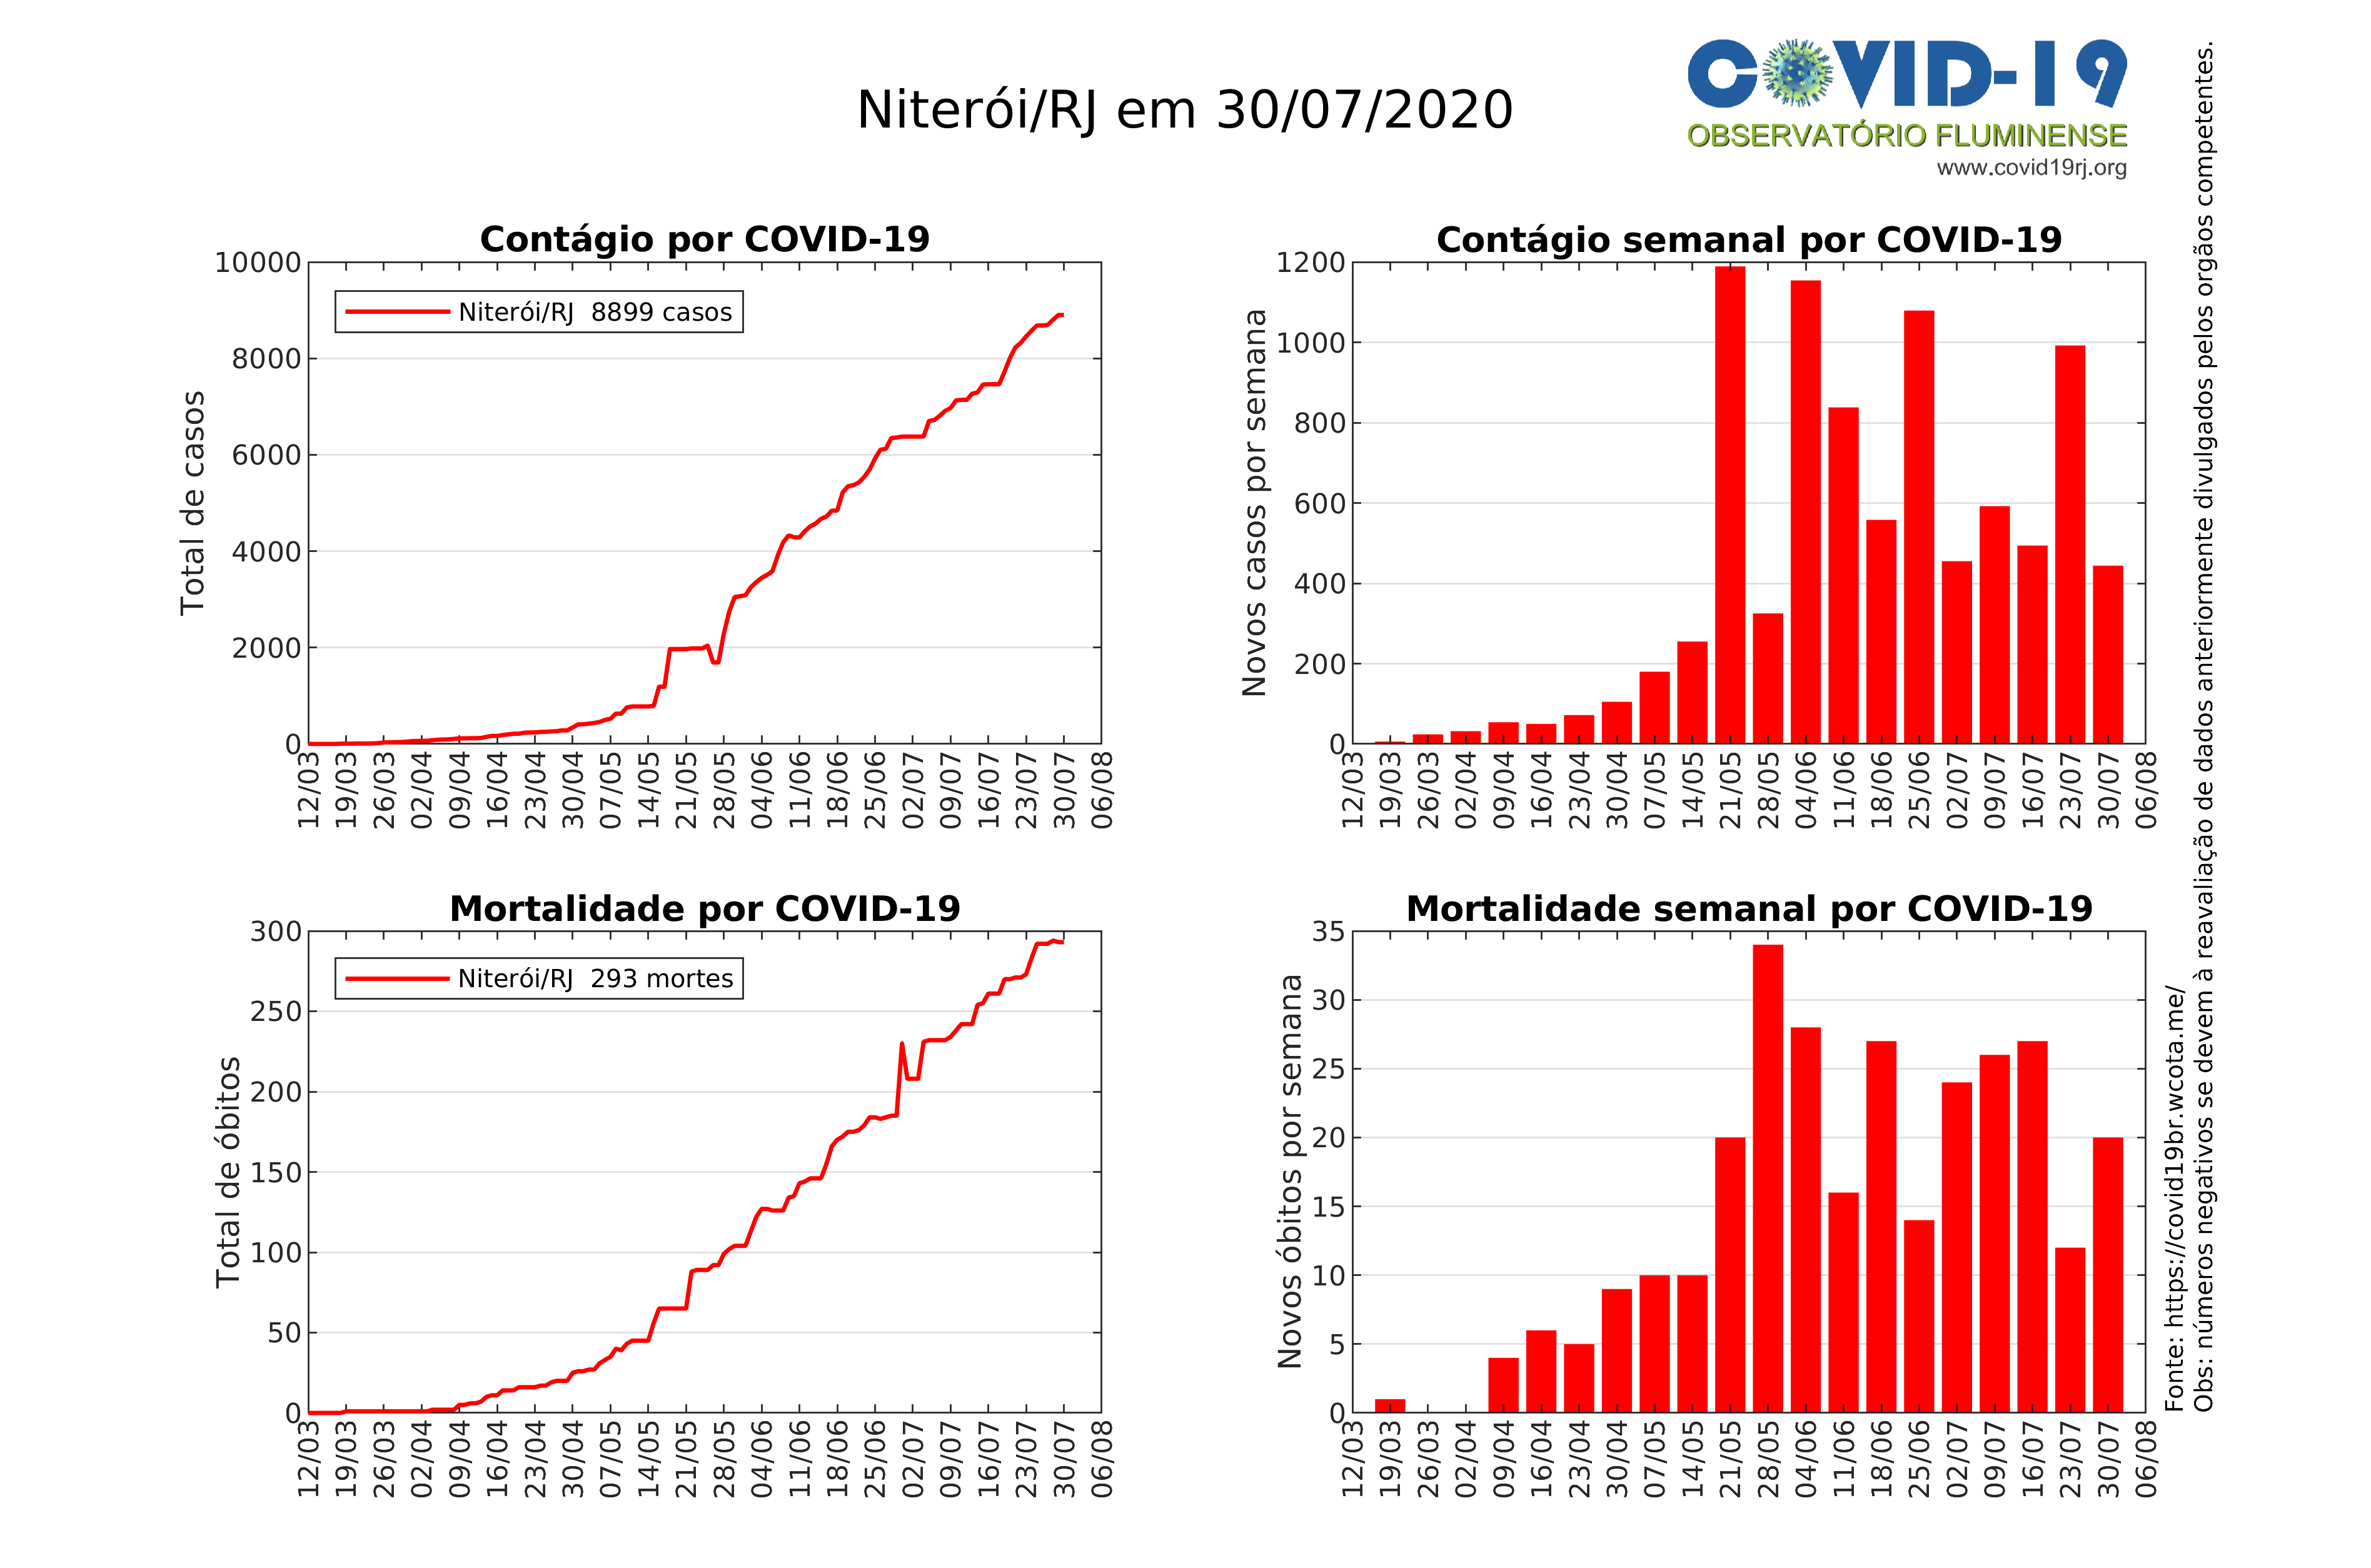 Niterói/RJ em 30/07/2020
COVID-19
OBSERVATÓRIO FLUMINENSE
www.covid19rj.org
Contágio por COVID-19
Total de casos
10000
8000
6000
4000
2000
0
Niterói/RJ 8899 casos
12/03 19/03 26/03 02/04 09/04 16/04 23/04 30/04 07/05 14/05 21/05 28/05 04/06 11/06 18/06 25/06 02/07 09/07 16/07 23/07 30/07 06/08
Contágio semanal por COVID-19
Novos casos por semana
1200
1000
800
600
400
200
0
12/03 19/03 26/03 02/04 09/04 16/04 23/04 30/04 07/05 14/05 21/05 28/05 04/06 11/06 18/06 25/06 02/07 09/07 16/07 23/07 30/07 06/08
Mortalidade por COVID-19
Total de óbitos
300
250
200
150
100
50
0
Niterói/RJ 293 mortes
12/03 19/03 26/03 02/04 09/04 16/04 23/04 30/04 07/05 14/05 21/05 28/05 04/06 11/06 18/06 25/06 02/07 09/07 16/07 23/07 30/07 06/08
Mortalidade semanal por COVID-19
Novos óbitos por semana
35
30
25
20
15
10
5
0
12/03 19/03 26/03 02/04 09/04 16/04 23/04 30/04 07/05 14/05 21/05 28/05 04/06 11/06 18/06 25/06 02/07 09/07 16/07 23/07 30/07 06/08
Fonte: https://covid19br.wcota.me/
Obs: números negativos se devem à reavaliação de dados anteriormente divulgados pelos orgãos competentes.